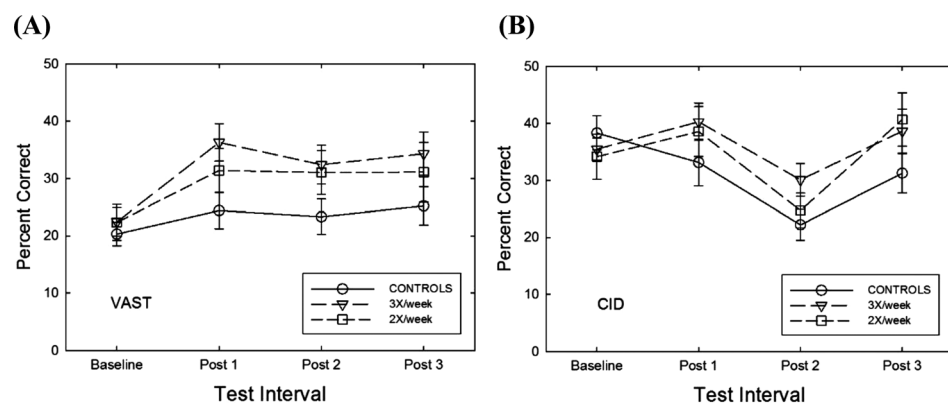 (A)
50
40
30
20
10
0
Percent Correct
VAST
CONTROLS
3X/week
2X/week
Baseline Post 1 Post 2 Post 3
Test Interval
(B)
50
40
30
20
10
0
Percent Correct
CID
CONTROLS
3X/week
2X/week
Baseline Post 1 Post 2 Post 3
Test Interval